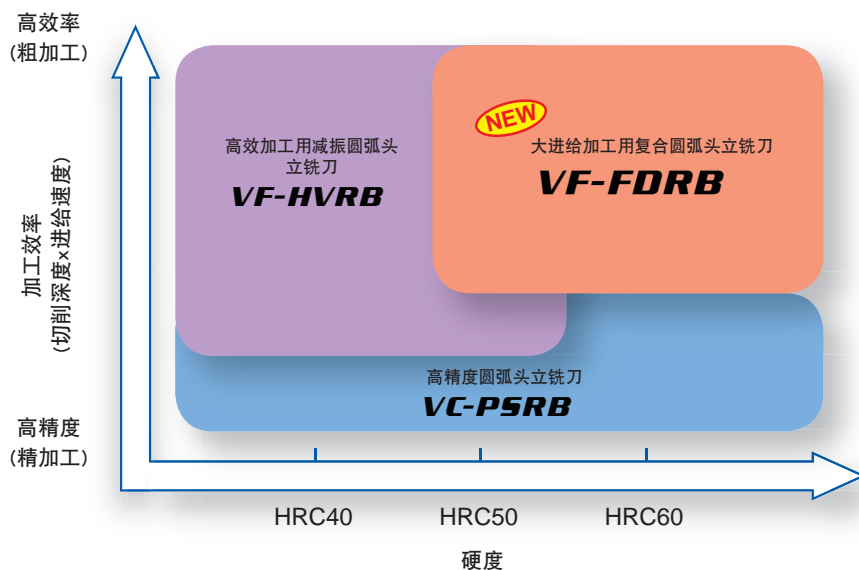 高效率
(粗加工)
NEW
高效加工用减振圆弧头
立铣刀
VF-HVRB
大进给加工用复合圆弧头立铣刀
VF-FDRB
加工效率
(切削深度x进给速度)
高精度圆弧头立铣刀
VC-PSRB
高精度
(精加工)
HRC40
HRC50
HRC60
硬度